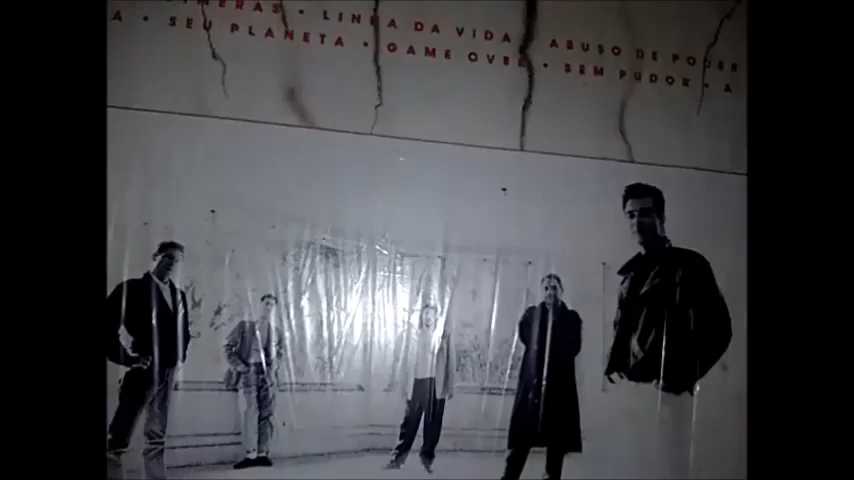 • LINHA DA VIDA • ABUSO DE PODER
A • SEU PLANETA • GAME OVER • SEM PUDOR • A